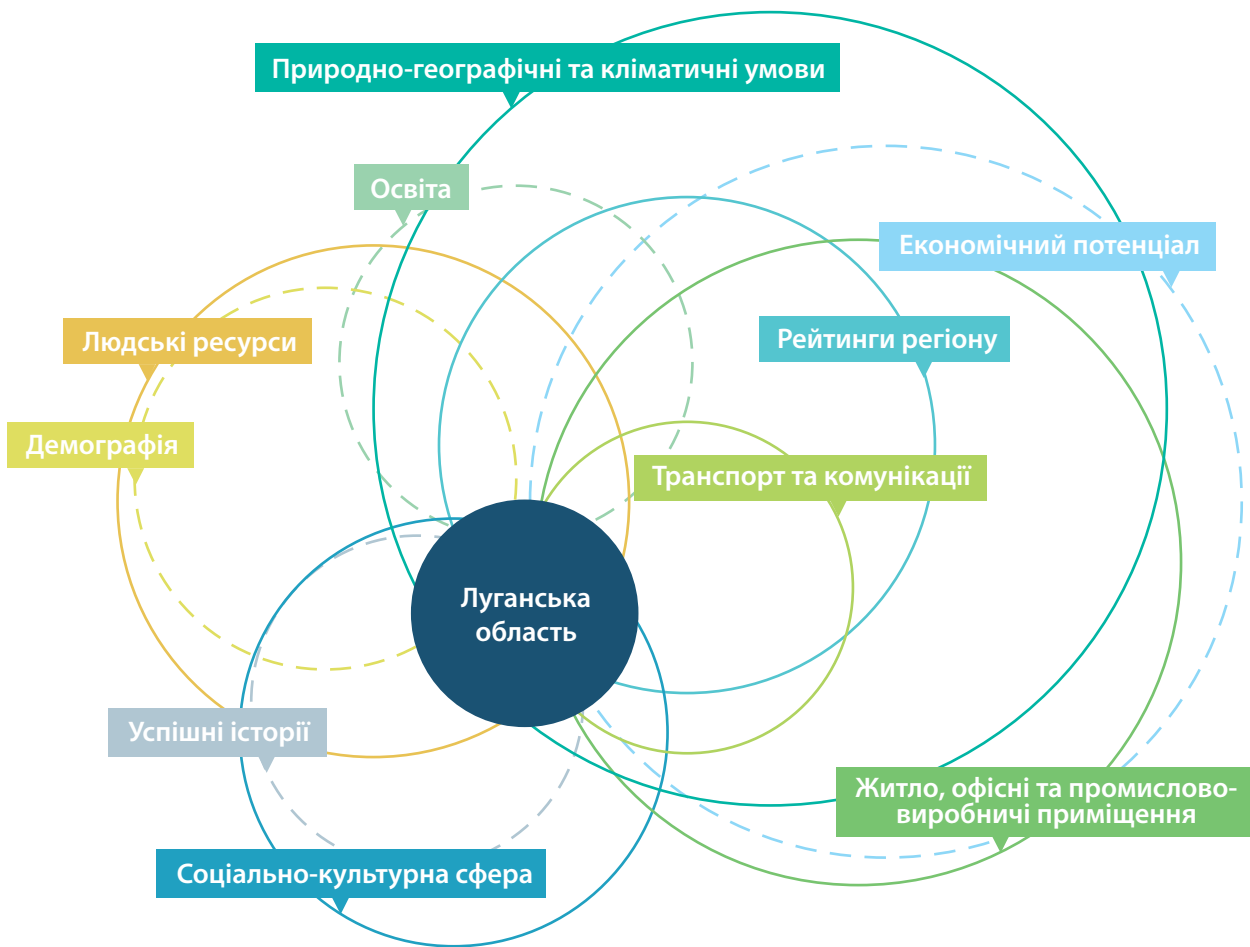 Природно-географічні та кліматичні умови
Освіта
Економічний потенціал
Людські ресурси
Рейтинги регіону
Демографія
Транспорт та комунікації
Луганська
область
Успішні історії
Житло, офісні та промислово-
виробничі приміщення
Соціально-культурна сфера